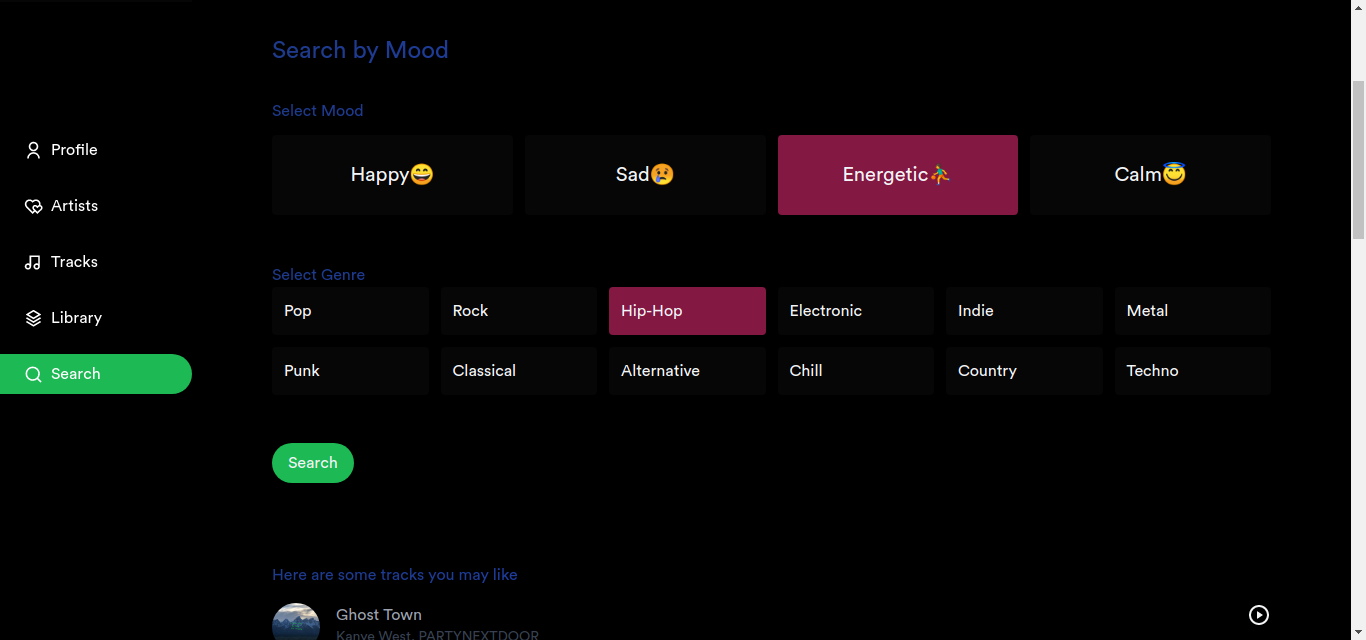 Search by Mood
Select Mood
Happy😄 Sad😢 Energetic⛹️‍♂️ Calm😇
Profile
Artists
Tracks
Library
Search
Select Genre
Pop Rock Hip-Hop Electronic Indie Metal
Punk Classical Alternative Chill Country Techno
Search
Here are some tracks you may like
Ghost Town
Kanye West, PARTYNEXTDOOR